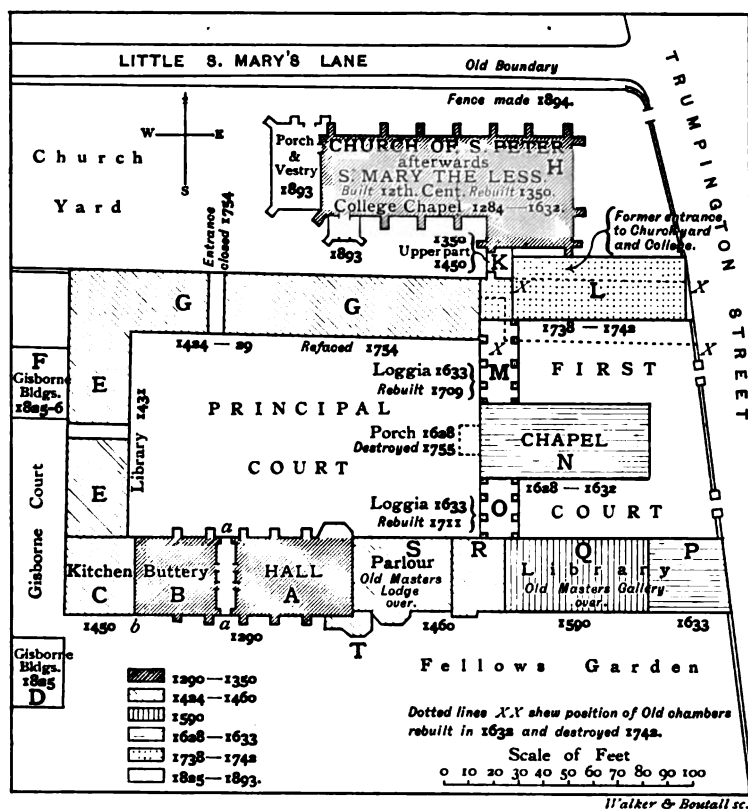 LITTLE S. MARY'S LANE
Old Boundary
Fence made 1894.
TRUMPINGTON STREET
W E
S
Church
Yard
Porch
&
Vestry
1893
CHURCH OF S. PETER
afterwards
S. MARY THE LESS.
H
Built 12th. Cent. Rebuilt 1350.
College Chapel 1284—1632.
Entrance
closed 1754
1893
1350
Upper part
1450
K
Former entrance
to Churchyard
and College.
X X
G G
L
1424—29
Refaced 1754
1738—1742
X X
F
Gisborne
Bldgs.
1825-6
E
Library 1431
Loggia 1633
Rebuilt 1709
M
FIRST
PRINCIPAL
COURT
Porch 1628
Destroyed 1755
CHAPEL
N
1628—1632
E
Loggia 1633
Rebuilt 1711
O
COURT
Gisborne Court
a
Kitchen
C
Buttery
B
I I
HALL
A
S
Parlour
Old Masters
Lodge
over.
R
Q
Library
Old Masters Gallery
over.
P
1450
b
a
1290
T
1460
1590
1633
Gisborne
Bldgs.
1825
D
Fellows Garden
1290—1350
1424—1460
1590
1628—1633
1738—1742
1825—1893.
Dotted lines XX shew position of Old chambers
rebuilt in 1632 and destroyed 1742.
Scale of Feet
10 0 10 20 30 40 50 60 70 80 90 100
Walker & Boutall sc.